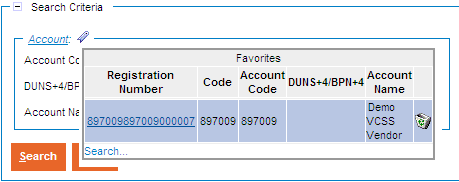 Search Criteria
Account:
Favorites
Account Co
Registration Number Code Account Code DUNS+4/BPN+4 Account Name
DUNS+4/BP
Account Na
897009897009000007 897009 897009 Demo VCSS Vendor
Search...
Search